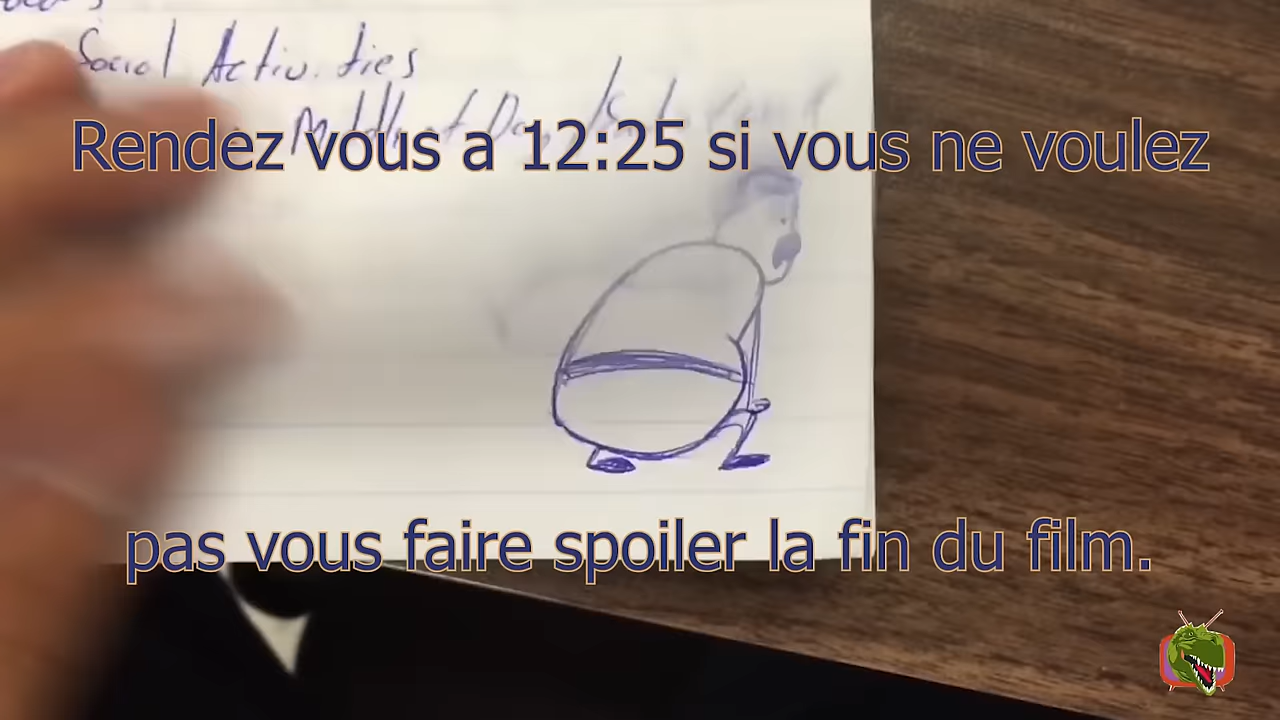 Social Activities
Rendez vous a 12:25 si vous ne voulez
pas vous faire spoiler la fin du film.